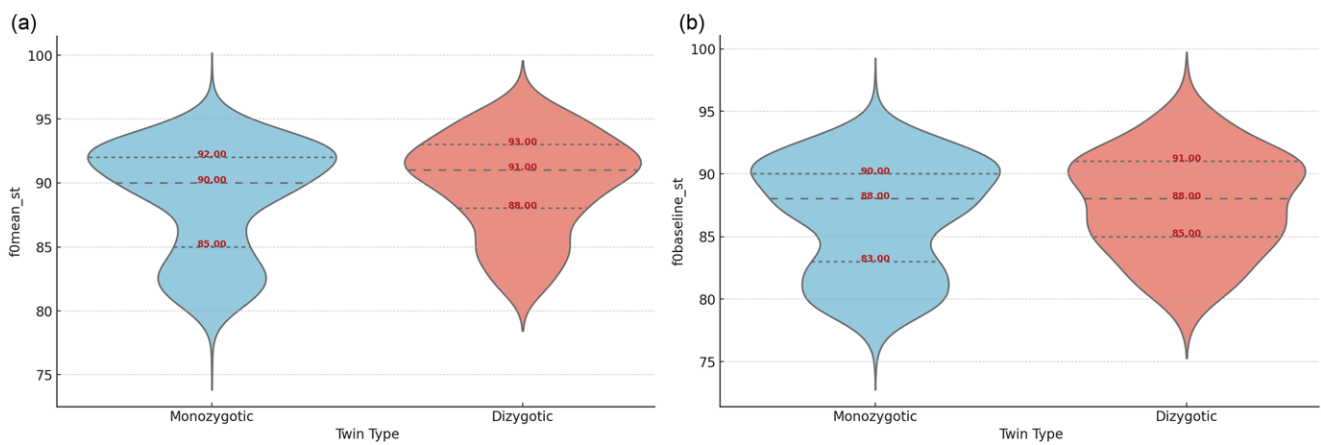 (a)
f0mean_st
100
95
90
85
80
75
92.00
90.00
85.00
93.00
91.00
88.00
Monozygotic
Dizygotic
Twin Type
(b)
f0baseline_st
100
95
90
85
80
75
90.00
88.00
83.00
91.00
88.00
85.00
Monozygotic
Dizygotic
Twin Type